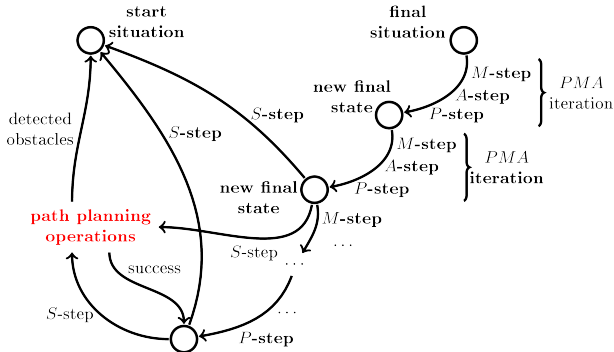 start
situation
final
situation
M-step
A-step
P-step
PMA
iteration
new final
state
detected
obstacles
S-step
S-step
M-step
A-step
P-step
PMA
iteration
new final
state
path planning
operations
M-step
...
S-step
...
success
S-step
...
P-step